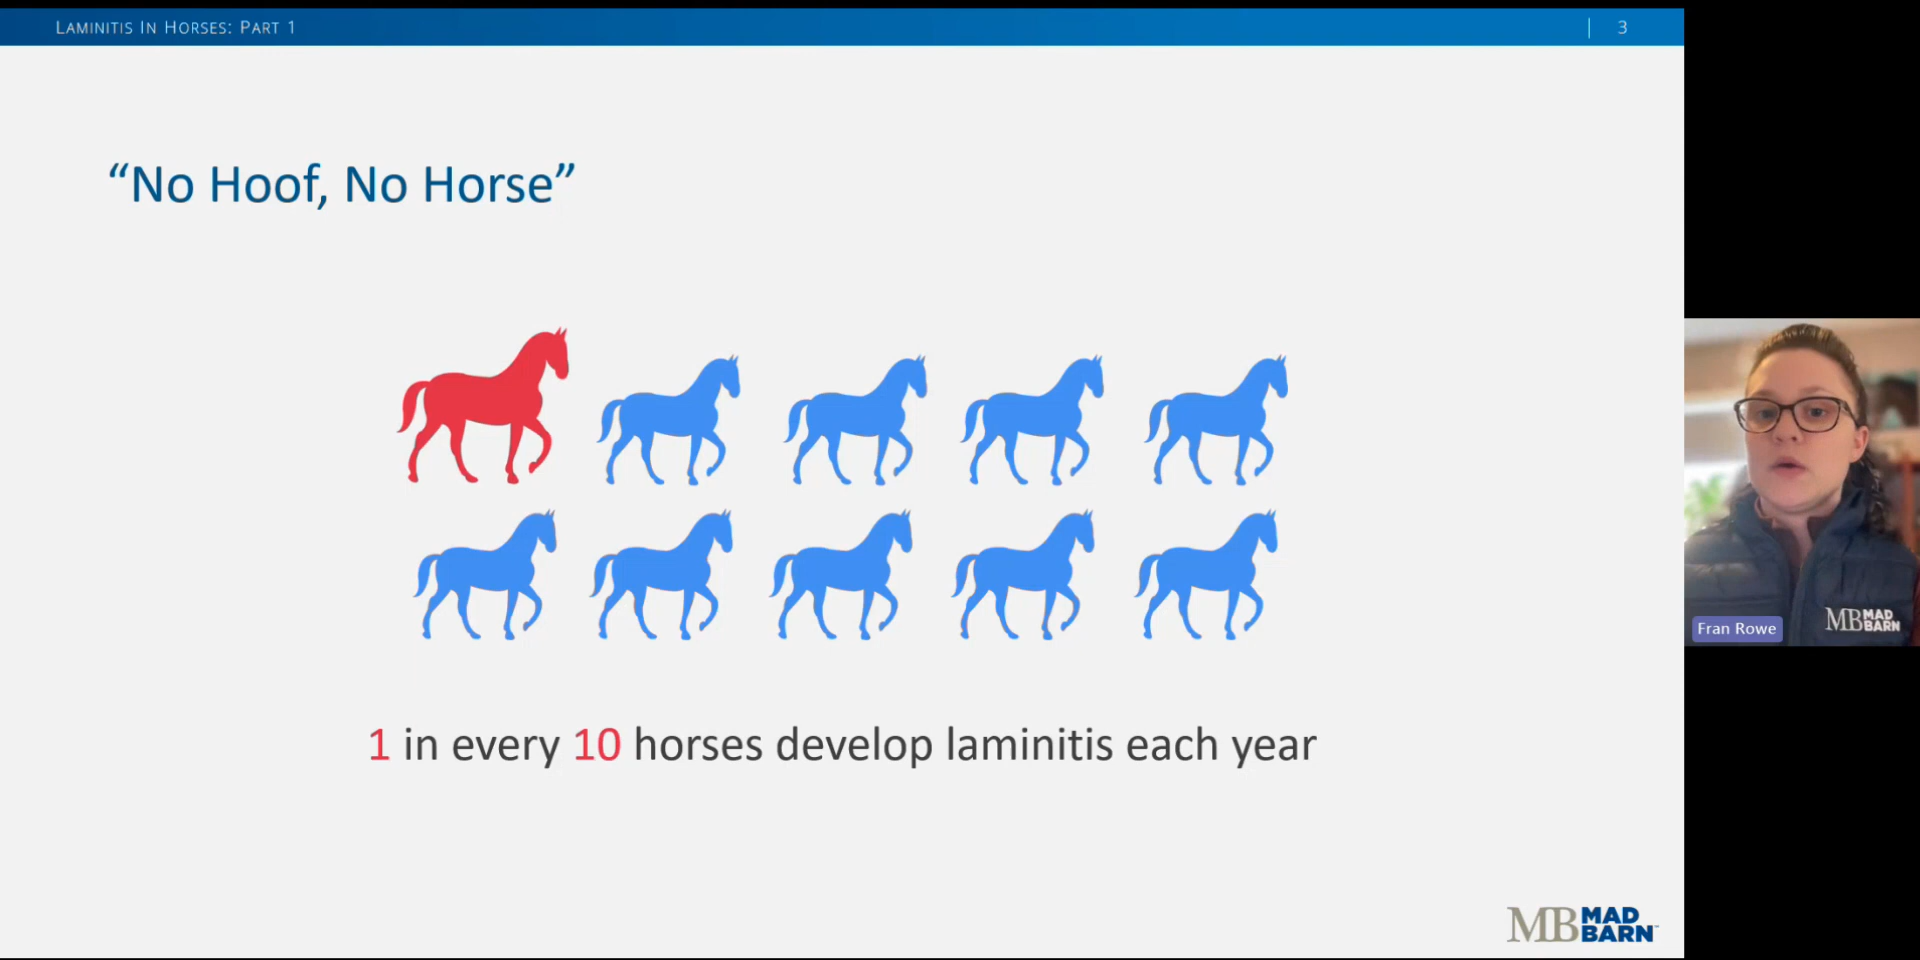 LAMINITIS IN HORSES: PART 1
3
“No Hoof, No Horse”
1 in every 10 horses develop laminitis each year
Fran Rowe
MB MAD BARN
MB MAD BARN